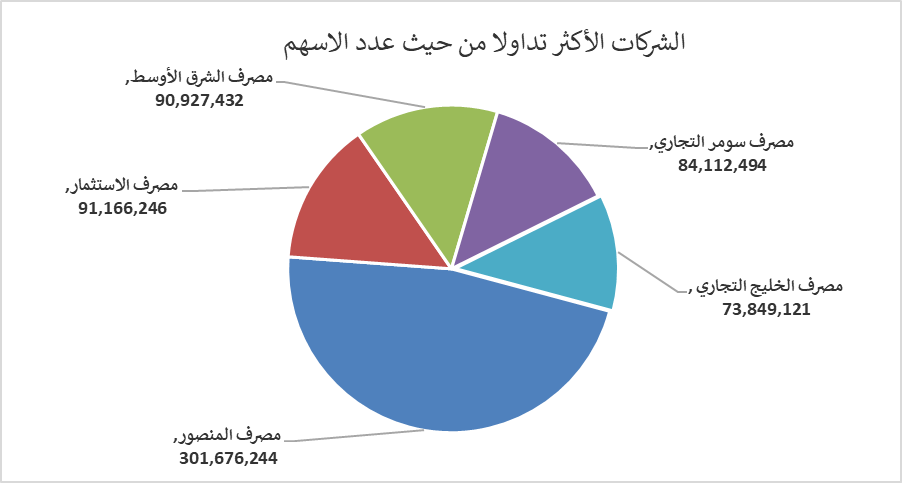 الشركات الأكثر تداولا من حيث عدد الاسهم
مصرف الشرق الأوسط,
90,927,432
مصرف سومر التجاري,
84,112,494
مصرف الاستثمار,
91,166,246
مصرف الخليج التجاري ,
73,849,121
مصرف المنصور,
301,676,244